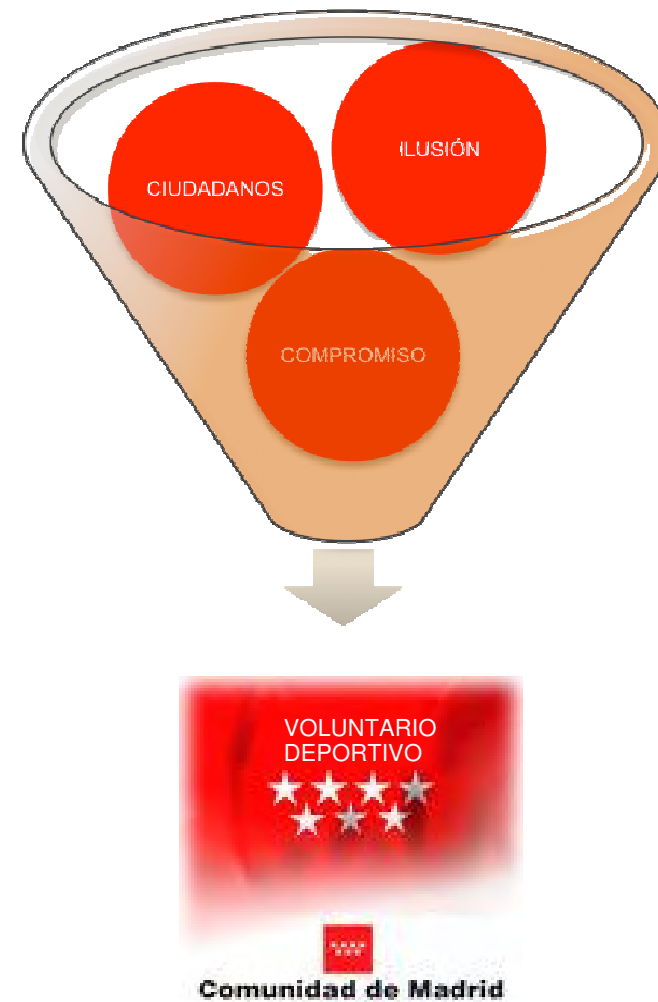 ILUSIÓN
CIUDADANOS
COMPROMISO
VOLUNTARIO
DEPORTIVO
Comunidad de Madrid